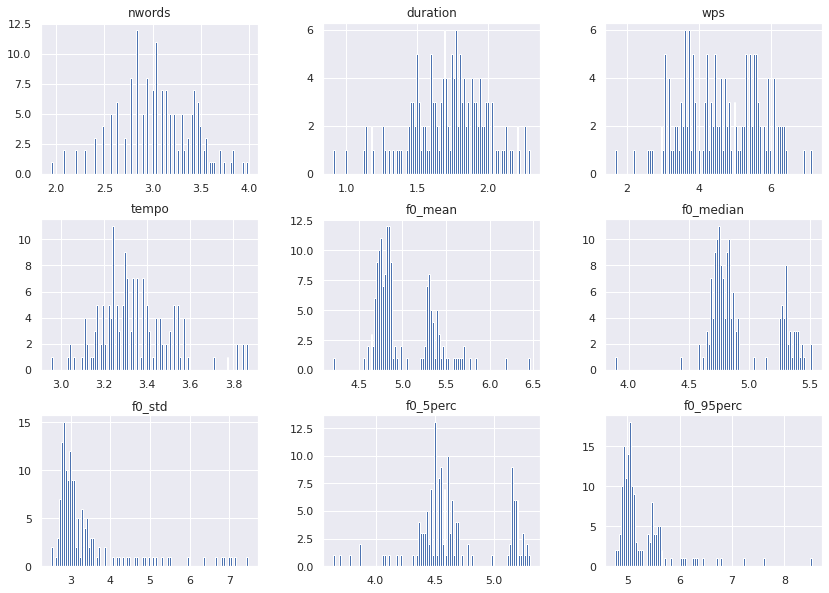 nwords
12.5
10.0
7.5
5.0
2.5
0.0
2.0 2.5 3.0 3.5 4.0
duration
6
4
2
0
1.0 1.5 2.0
wps
6
4
2
0
2 4 6
tempo
10
8
6
4
2
0
3.0 3.2 3.4 3.6 3.8
f0_mean
12.5
10.0
7.5
5.0
2.5
0.0
4.5 5.0 5.5 6.0 6.5
f0_median
10
8
6
4
2
0
4.0 4.5 5.0 5.5
f0_std
15
10
5
0
3 4 5 6 7
f0_5perc
12.5
10.0
7.5
5.0
2.5
0.0
4.0 4.5 5.0
f0_95perc
15
10
5
0
5 6 7 8